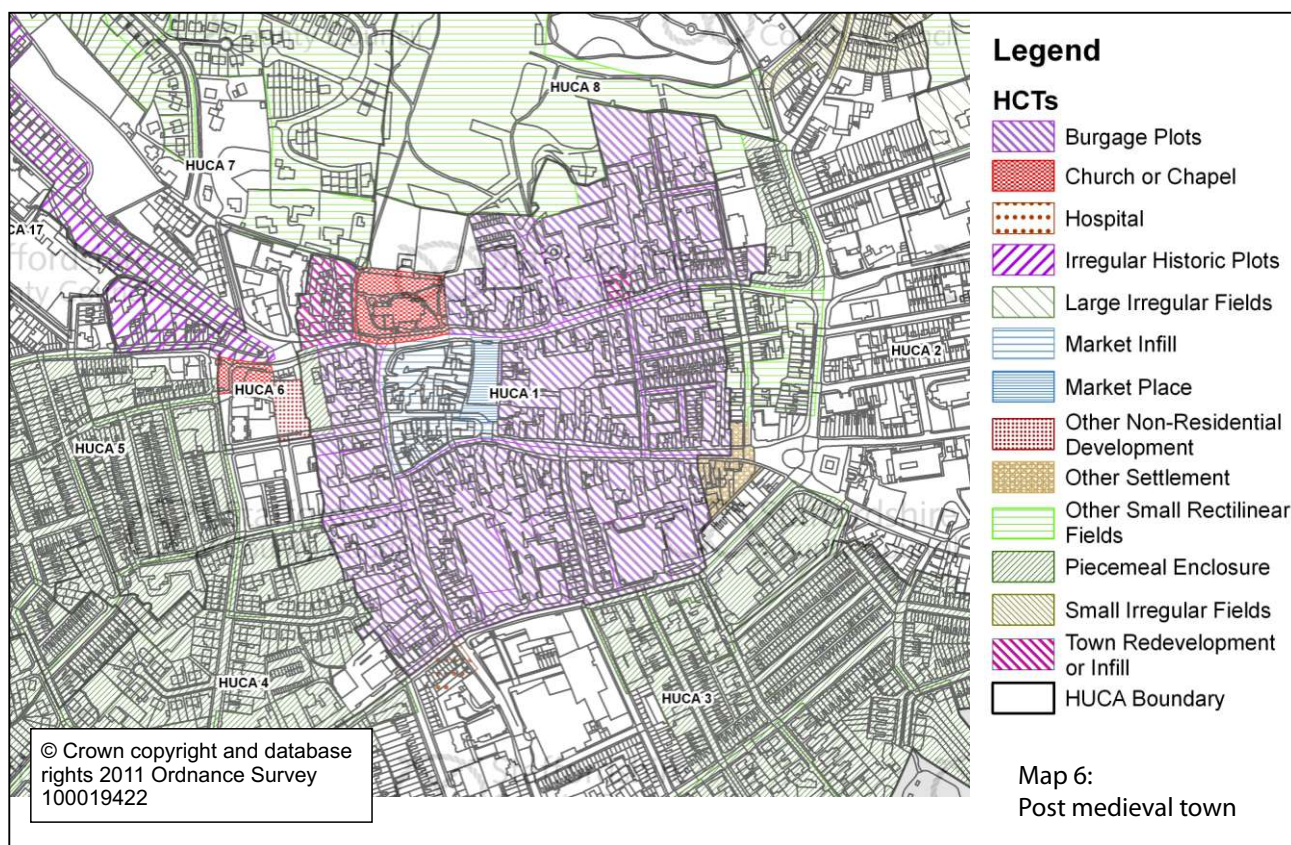 HUCA 8
HUCA 7
CA 17
HUCA 2
HUCA 6
HUCA 1
HUCA 5
HUCA 4
HUCA 3
© Crown copyright and database
rights 2011 Ordnance Survey
100019422
Legend
HCTs
Burgage Plots
Church or Chapel
Hospital
Irregular Historic Plots
Large Irregular Fields
Market Infill
Market Place
Other Non-Residential
Development
Other Settlement
Other Small Rectilinear
Fields
Piecemeal Enclosure
Small Irregular Fields
Town Redevelopment
or Infill
HUCA Boundary
Map 6:
Post medieval town